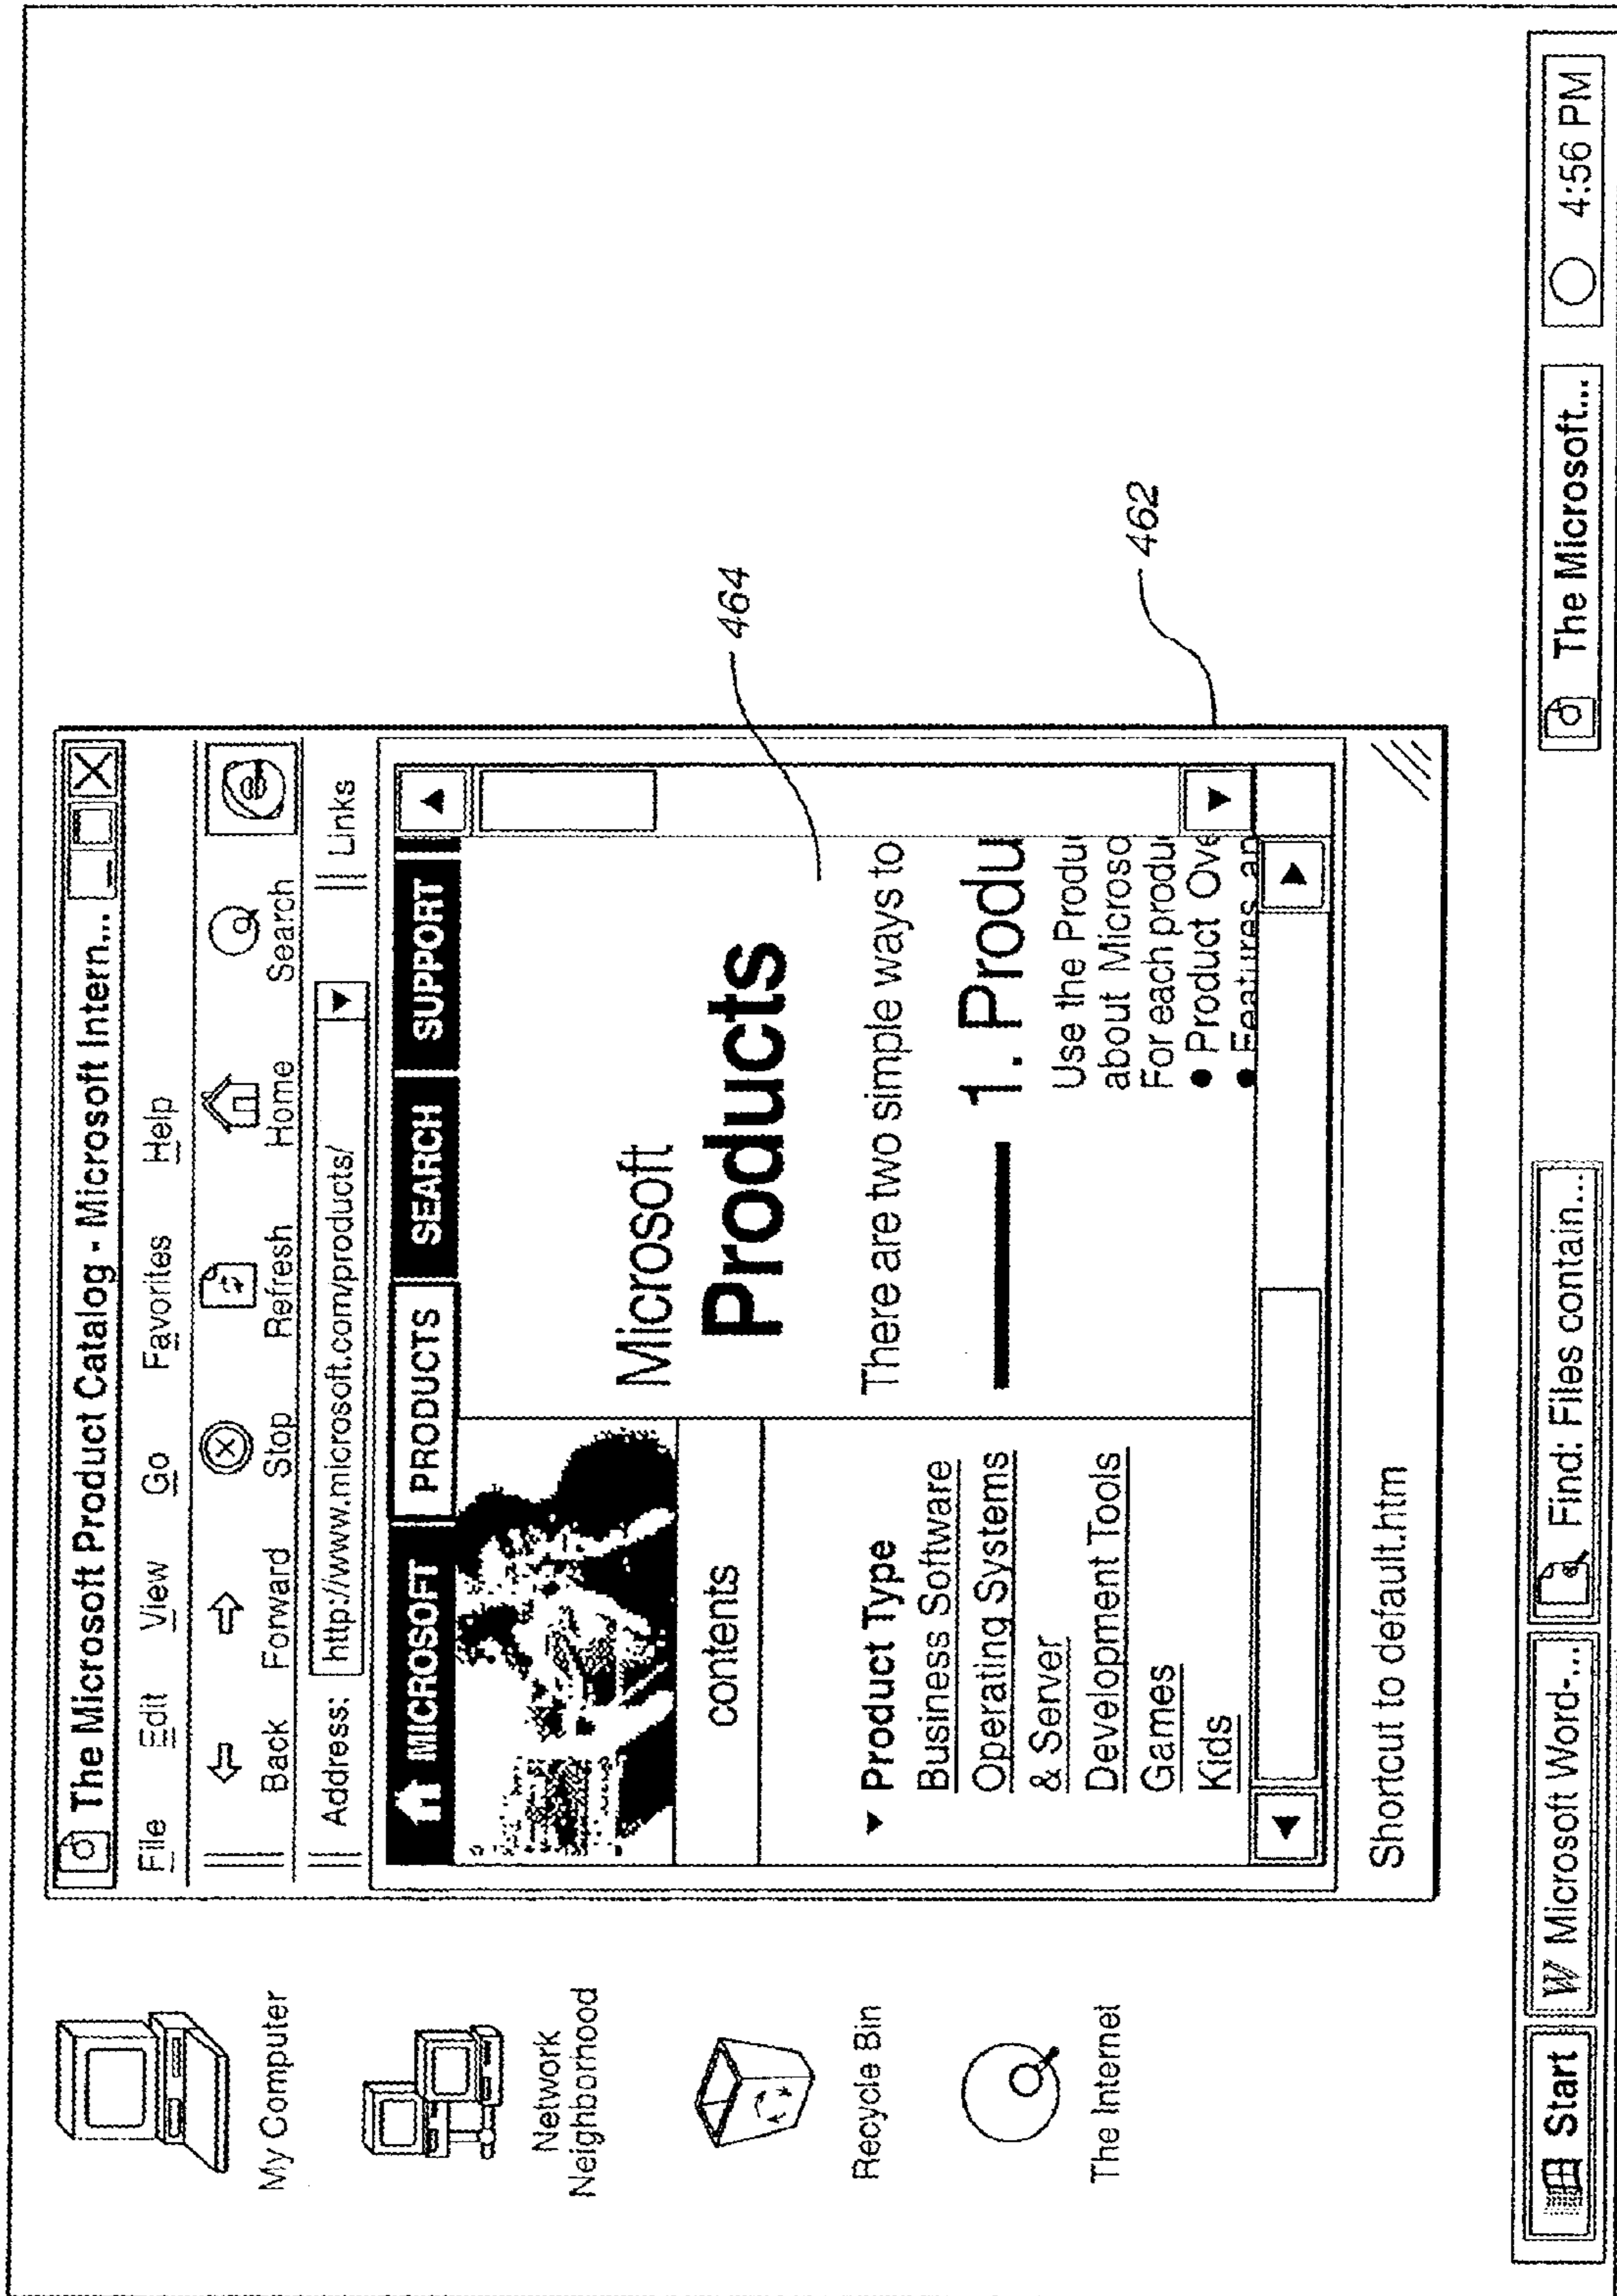 The Microsoft Product Catalog - Microsoft Intern...
File Edit View Go Favorites Help
Back Forward Stop Refresh Home Search
Address: http://www.microsoft.com/products/ Links
MICROSOFT PRODUCTS SEARCH SUPPORT
contents
▼ Product Type
Business Software
Operating Systems
& Server
Development Tools
Games
Kids
Microsoft
Products
There are two simple ways to
1. Produ
Use the Produ
about Microso
For each produ
• Product Ove
• Features an
Shortcut to default.htm
464
462
My Computer
Network
Neighborhood
Recycle Bin
The Internet
Start W Microsoft Word-... Find: Files contain... The Microsoft... 4:56 PM